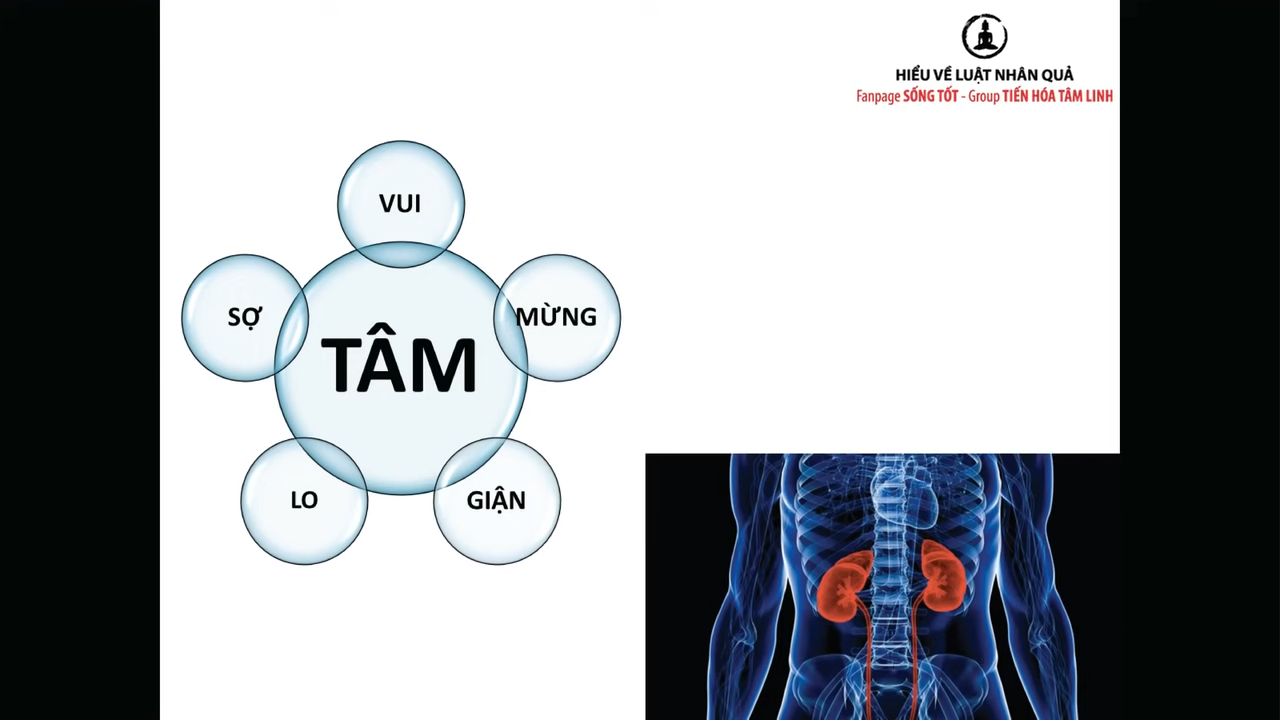 HIỂU VỀ LUẬT NHÂN QUẢ
Fanpage SỐNG TỐT - Group TIẾN HÓA TÂM LINH
VUI
SỢ
MỪNG
TÂM
LO
GIẬN